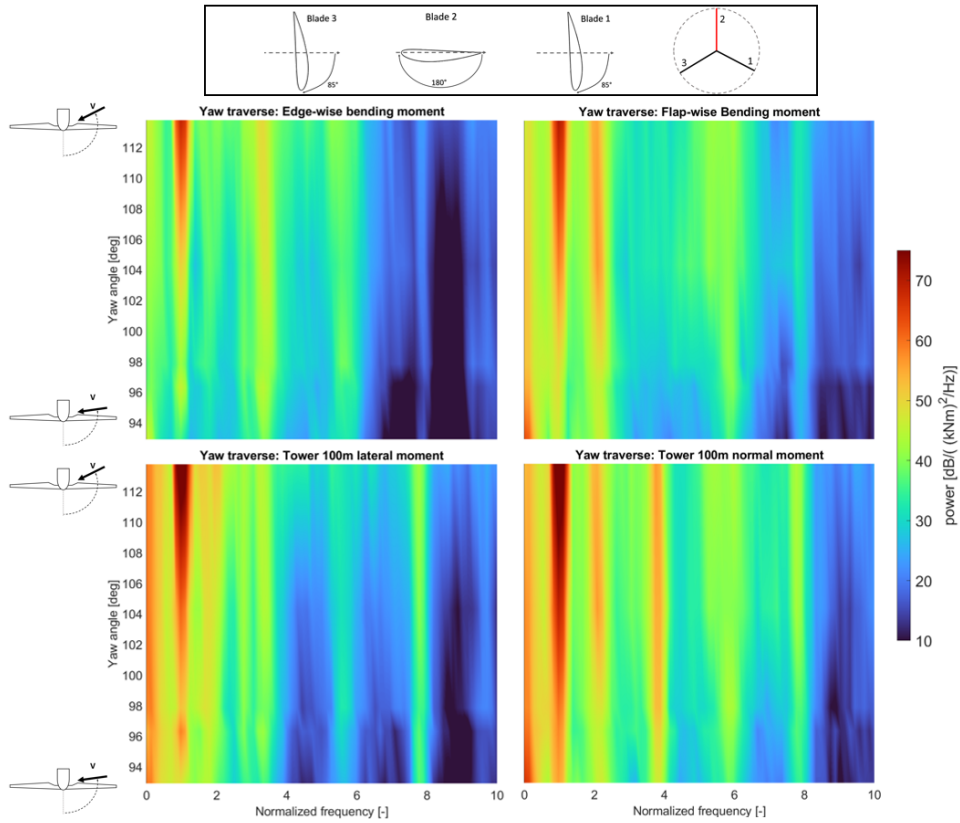 Blade 3
Blade 2
Blade 1
85°
180°
85°
2
3
1
V
Yaw traverse: Edge-wise bending moment
Yaw traverse: Flap-wise Bending moment
112
110
108
106
104
102
100
98
96
94
Yaw angle [deg]
V
V
Yaw traverse: Tower 100m lateral moment
Yaw traverse: Tower 100m normal moment
112
110
108
106
104
102
100
98
96
94
Yaw angle [deg]
V
0 2 4 6 8 10
0 2 4 6 8 10
Normalized frequency [-]
Normalized frequency [-]
70
60
50
40
30
20
10
power [dB/( (kNm)²/Hz)]